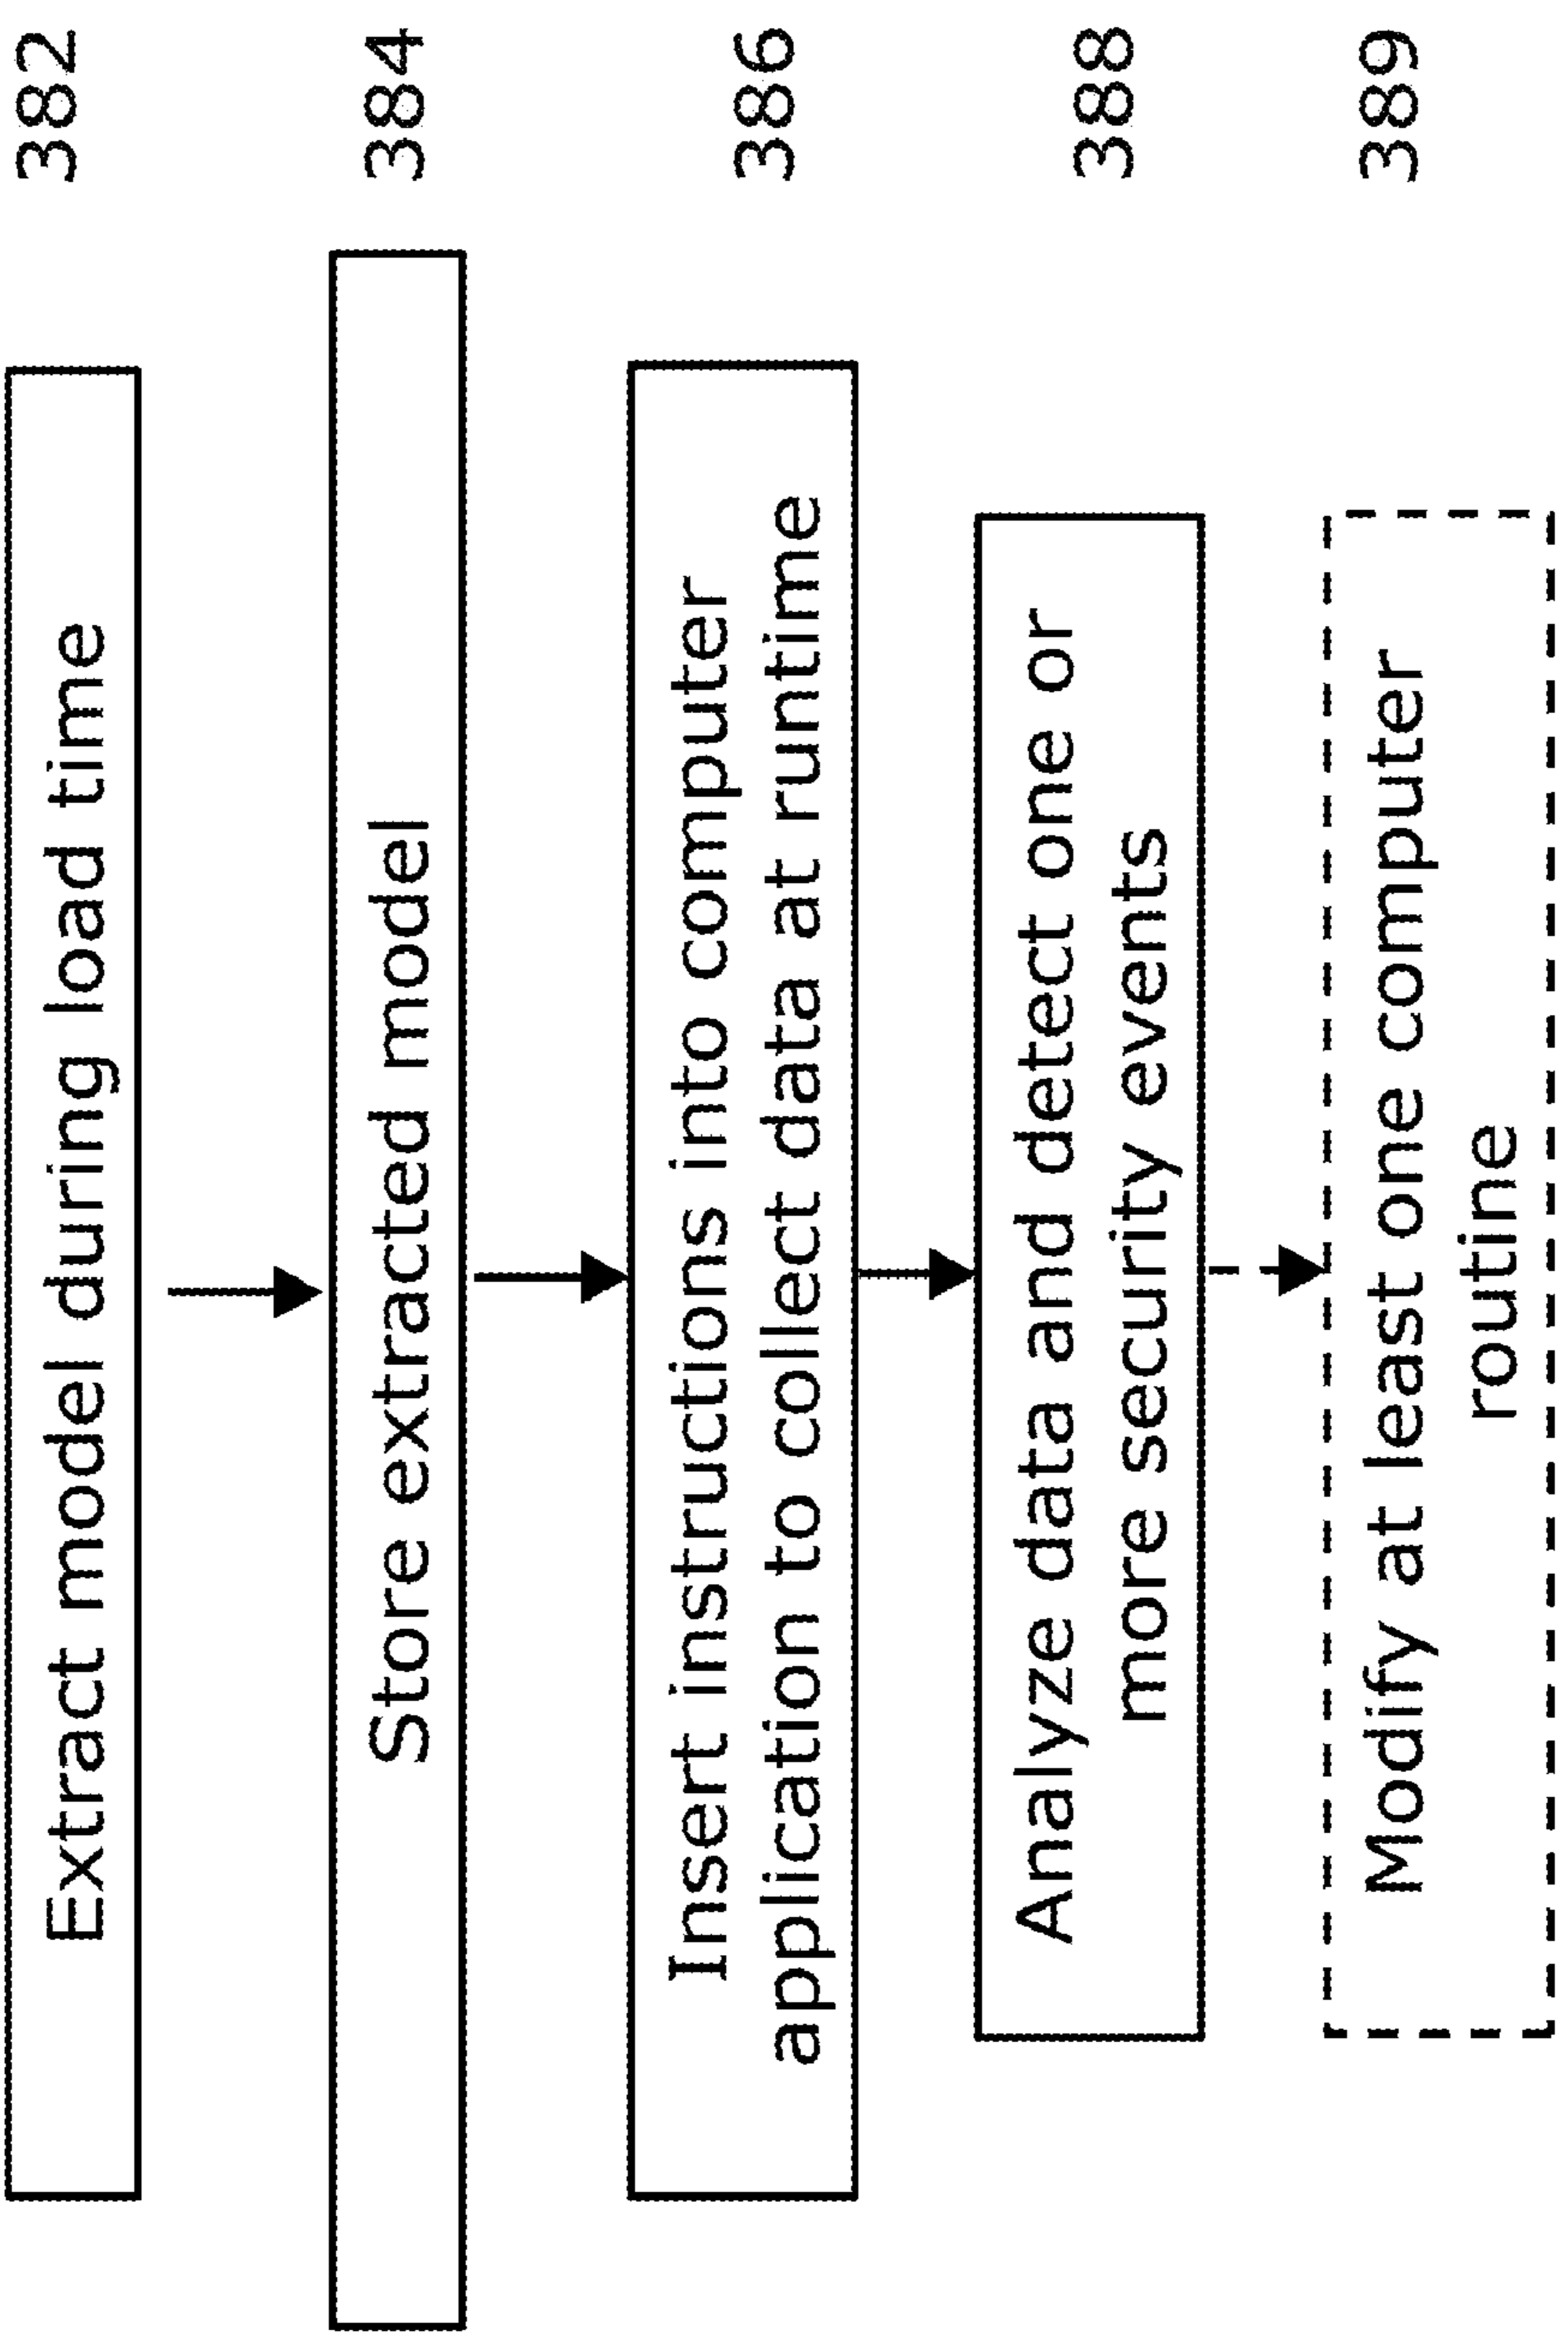 Extract model during load time
382
Store extracted model
384
Insert instructions into computer
application to collect data at runtime
386
Analyze data and detect one or
more security events
388
Modify at least one computer
routine
389